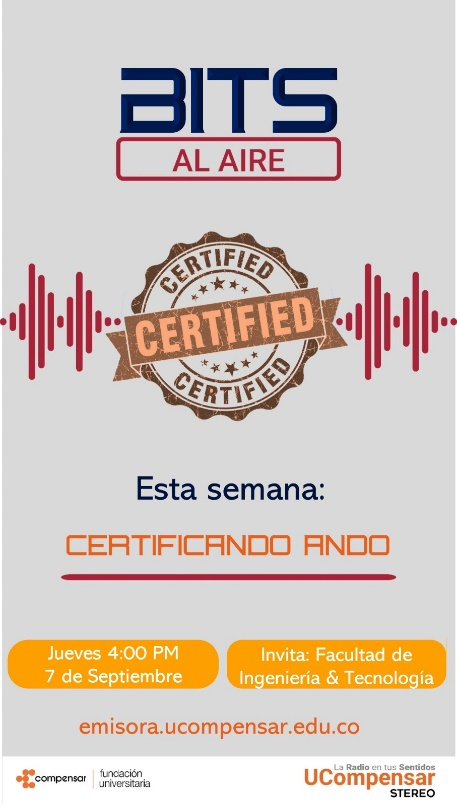 BITS
AL AIRE
CERTIFIED
CERTIFIED
CERTIFIED
Esta semana:
CERTIFICANDO ANDO
Jueves 4:00 PM
7 de Septiembre
Invita: Facultad de
Ingeniería & Tecnología
emisora.ucompensar.edu.co
compensar
fundación
universitaria
La Radio en tus Sentidos
UCompensar
STEREO